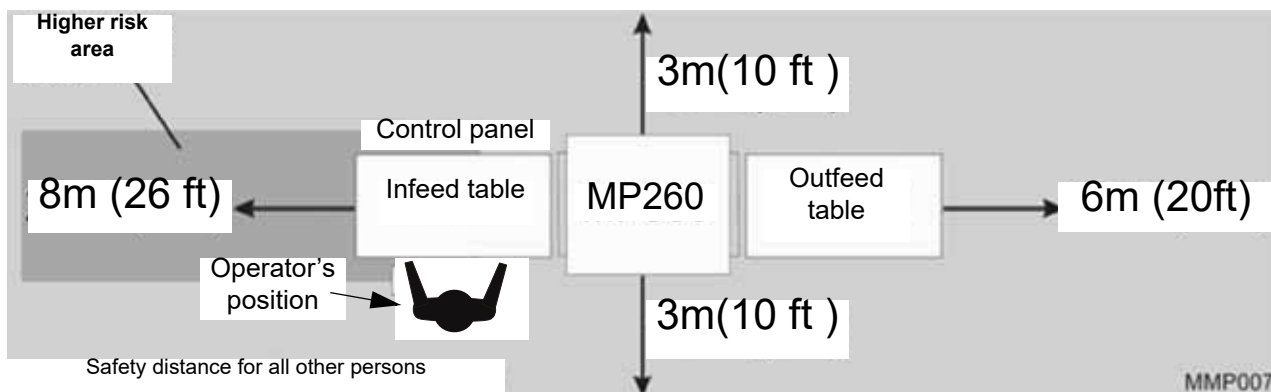 Higher risk
area
3m(10 ft )
Control panel
8m (26 ft)
Infeed table
MP260
Outfeed
table
6m (20ft)
Operator's
position
3m(10 ft )
Safety distance for all other persons
MMP007